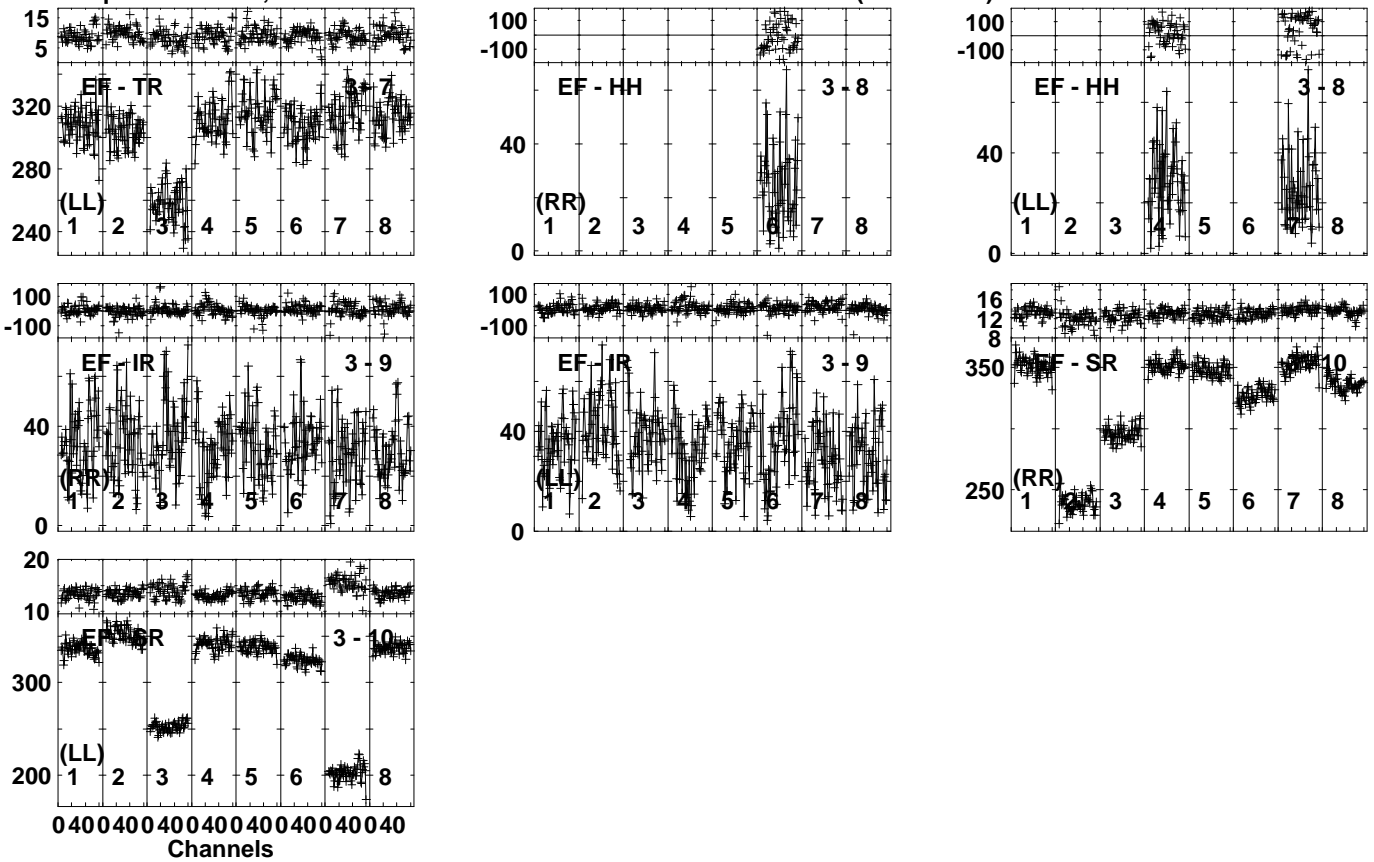 15
5
EF - TR 3 - 7
320
280
240
(LL)
1 2 3 4 5 6 7 8
100
-100
EF - HH 3 - 8
40
0
(RR)
1 2 3 4 5 6 7 8
100
-100
EF - HH 3 - 8
40
0
(LL)
1 2 3 4 5 6 7 8
100
-100
EF - IR 3 - 9
40
0
(RR)
1 2 3 4 5 6 7 8
100
-100
EF - IR 3 - 9
40
0
(LL)
1 2 3 4 5 6 7 8
16
12
8
EF - SR 3 - 10
350
250
(RR)
1 2 3 4 5 6 7 8
20
10
EF - SR 3 - 10
300
200
(LL)
1 2 3 4 5 6 7 8
0 40 0 40 0 40 0 40 0 40 0 40 0 40 0 40
Channels